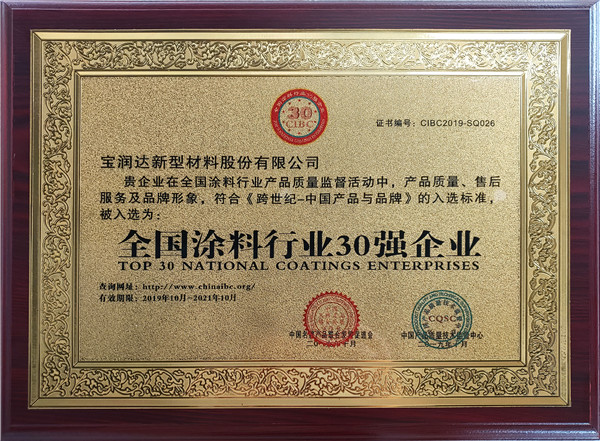 30
CIBC
证书编号：CIBC2019-SQ026
宝润达新型材料股份有限公司
贵企业在全国涂料行业产品质量监督活动中，产品质量、售后
服务及品牌形象，符合《跨世纪-中国产品与品牌》的入选标准，
被入选为：
全国涂料行业30强企业
TOP 30 NATIONAL COATINGS ENTERPRISES
查询网址：http://www.chinaibc.org/
有效期限：2019年10月-2021年10月
CQSC